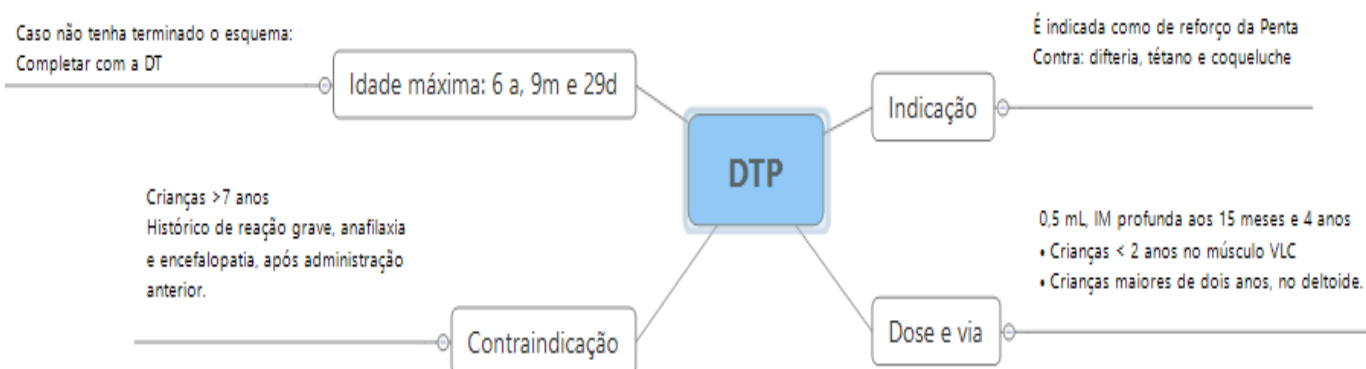 DTP
Idade máxima: 6 a, 9m e 29d
Caso não tenha terminado o esquema:
Completar com a DT
Indicação
É indicada como de reforço da Penta
Contra: difteria, tétano e coqueluche
Contraindicação
Crianças >7 anos
Histórico de reação grave, anafilaxia
e encefalopatia, após administração
anterior.
Dose e via
0,5 mL, IM profunda aos 15 meses e 4 anos
• Crianças < 2 anos no músculo VLC
• Crianças maiores de dois anos, no deltoide.